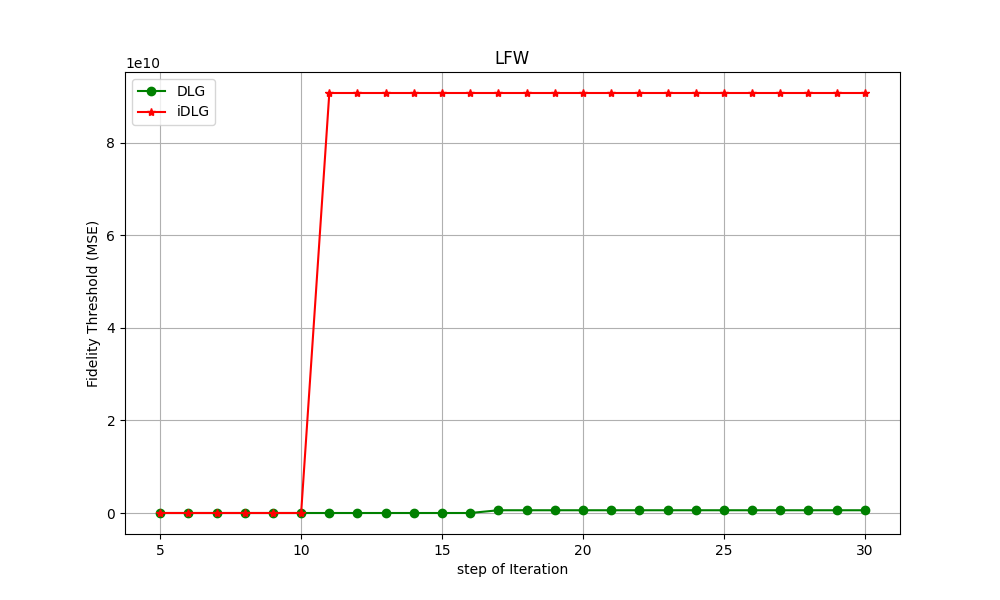 LFW
1e10
DLG
iDLG
8
6
4
2
0
Fidelity Threshold (MSE)
5 10 15 20 25 30
step of Iteration